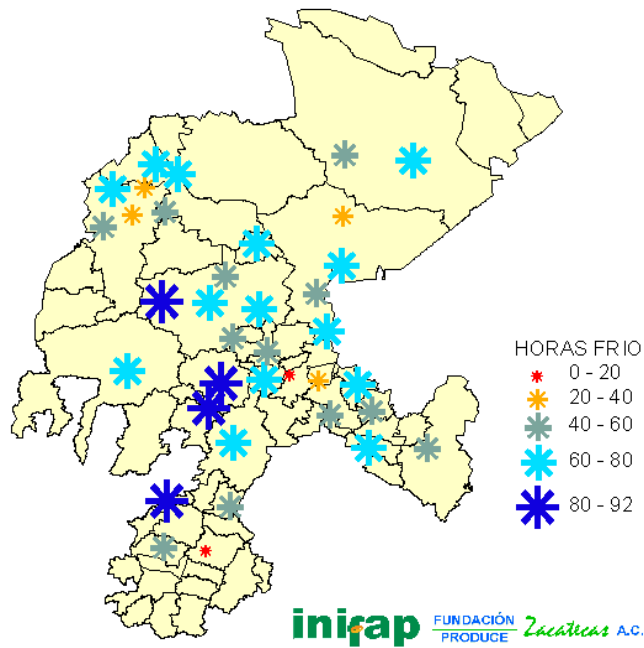 HORAS FRIO
0 - 20
20 - 40
40 - 60
60 - 80
80 - 92
inifap
FUNDACIÓN
PRODUCE
Zacatecas A.C.